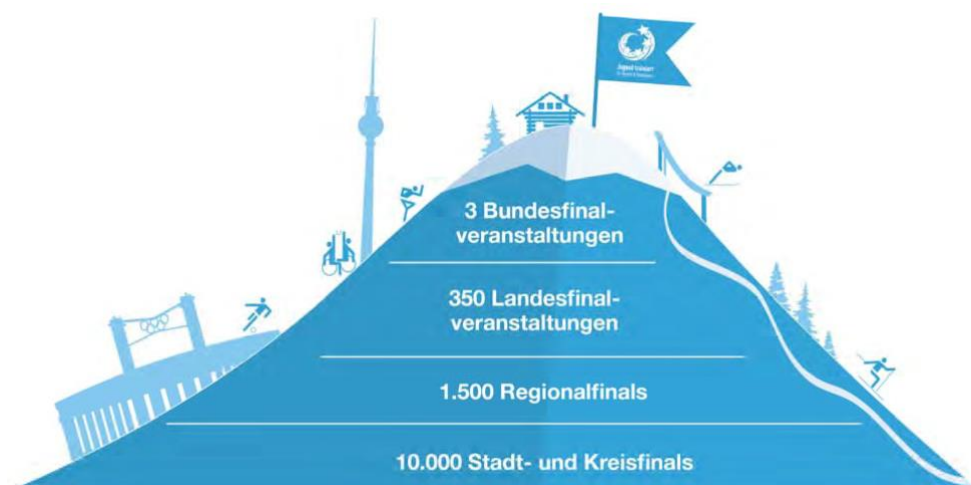 3 Bundesfinal-
veranstaltungen
350 Landesfinal-
veranstaltungen
1.500 Regionalfinals
10.000 Stadt- und Kreisfinals